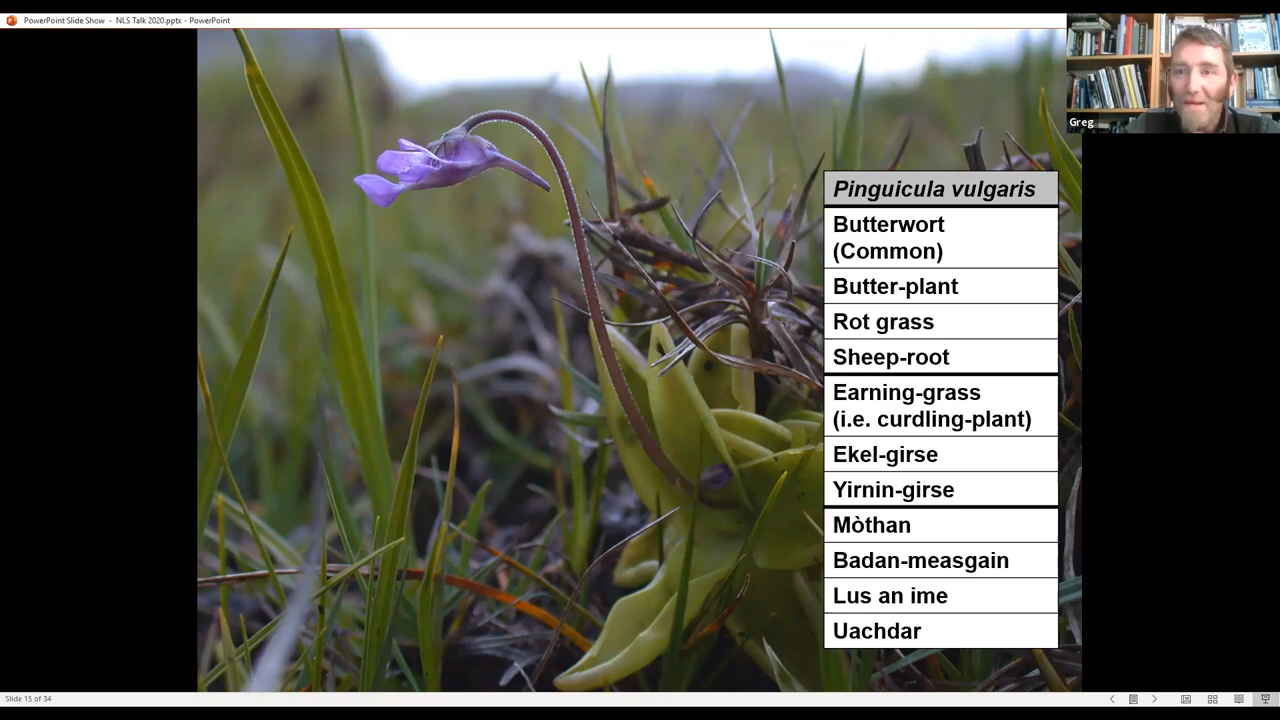 PowerPoint Slide Show - NLS Talk 2020.pptx - PowerPoint
Greg
Pinguicula vulgaris
Butterwort
(Common)
Butter-plant
Rot grass
Sheep-root
Earning-grass
(i.e. curdling-plant)
Ekel-girse
Yirnin-girse
Mòthan
Badan-measgain
Lus an ime
Uachdar
Slide 15 of 34